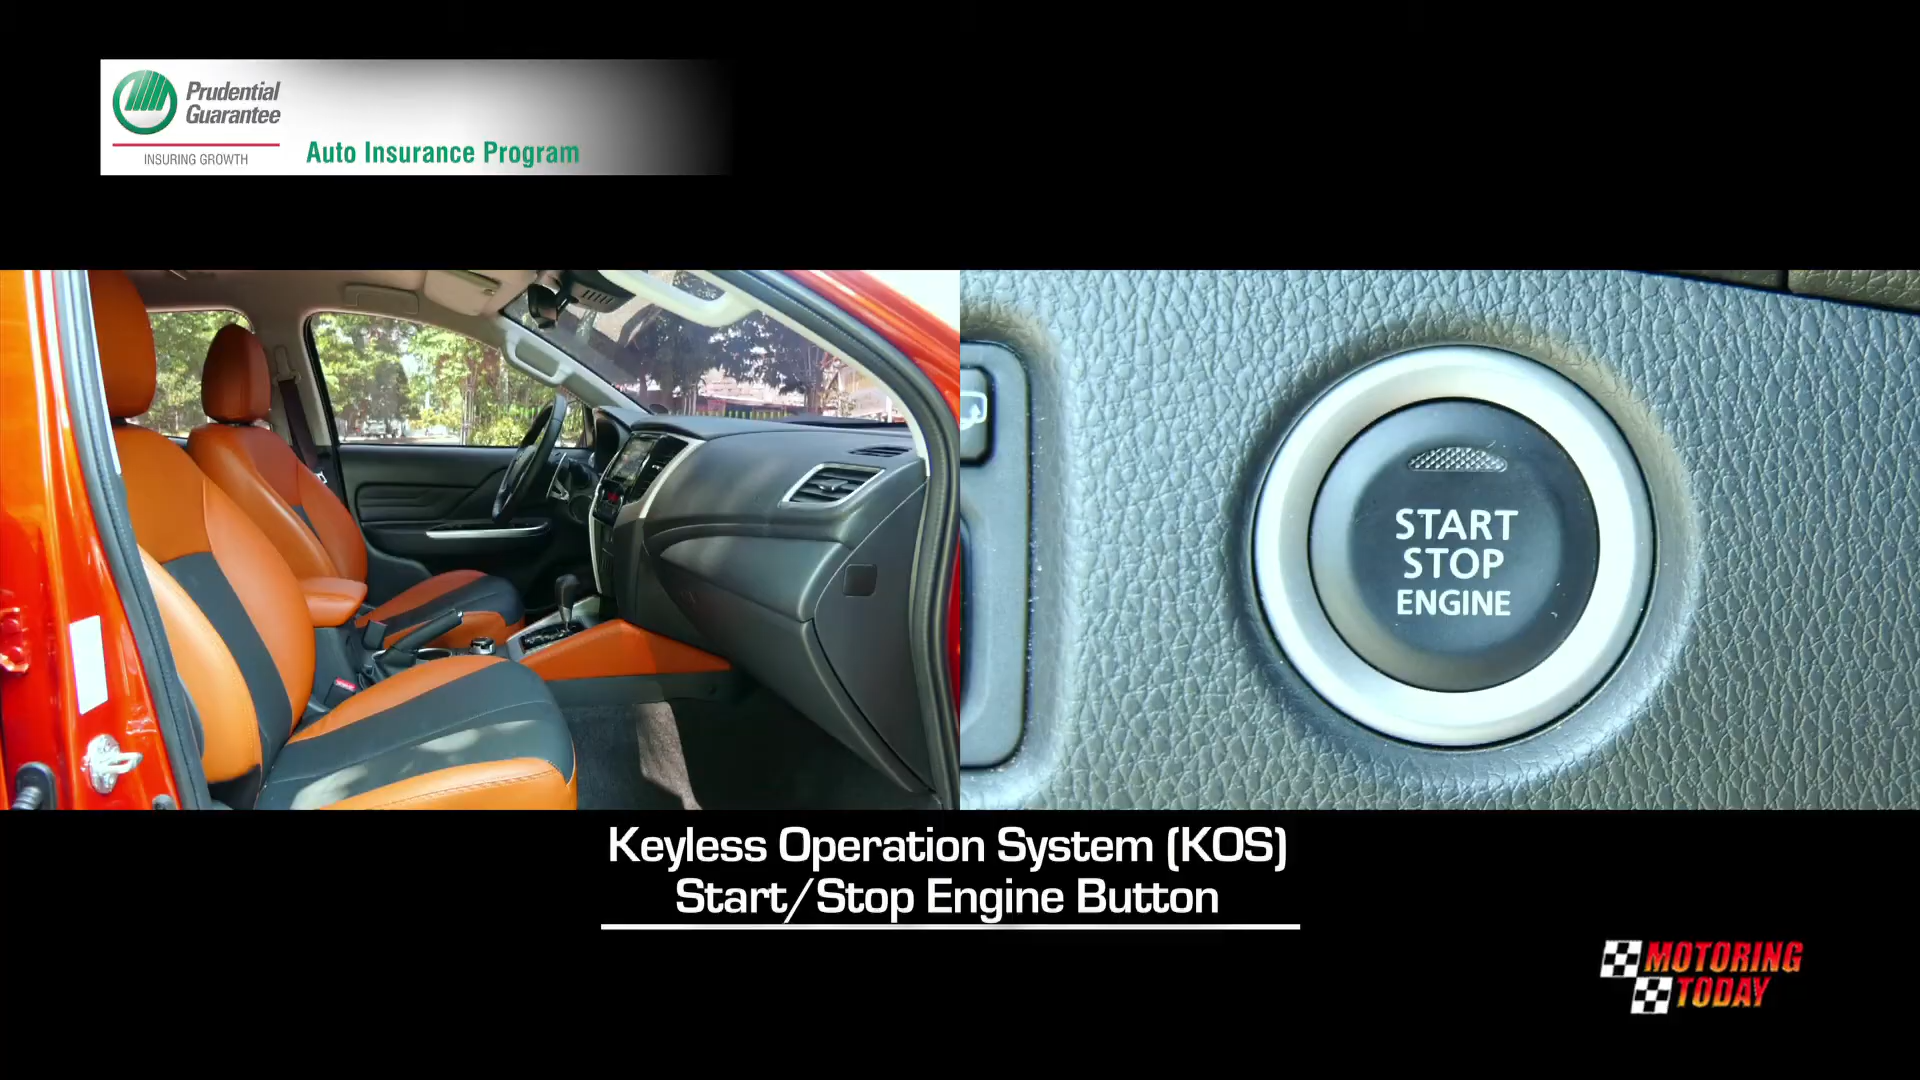 Prudential
Guarantee
INSURING GROWTH
Auto Insurance Program
START
STOP
ENGINE
Keyless Operation System (KOS)
Start/Stop Engine Button
MOTORING
TODAY